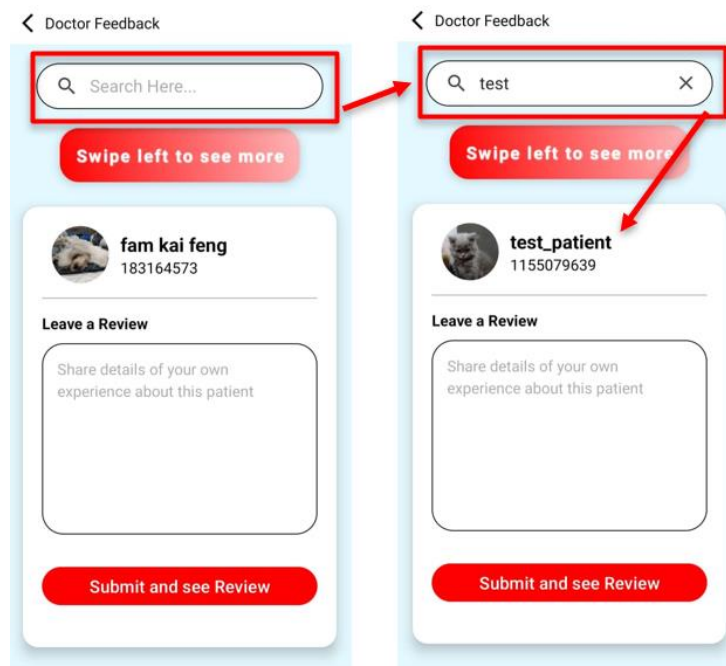 Doctor Feedback
Search Here...
Swipe left to see more
fam kai feng
183164573
Leave a Review
Share details of your own
experience about this patient
Submit and see Review
Doctor Feedback
test
Swipe left to see more
test_patient
1155079639
Leave a Review
Share details of your own
experience about this patient
Submit and see Review